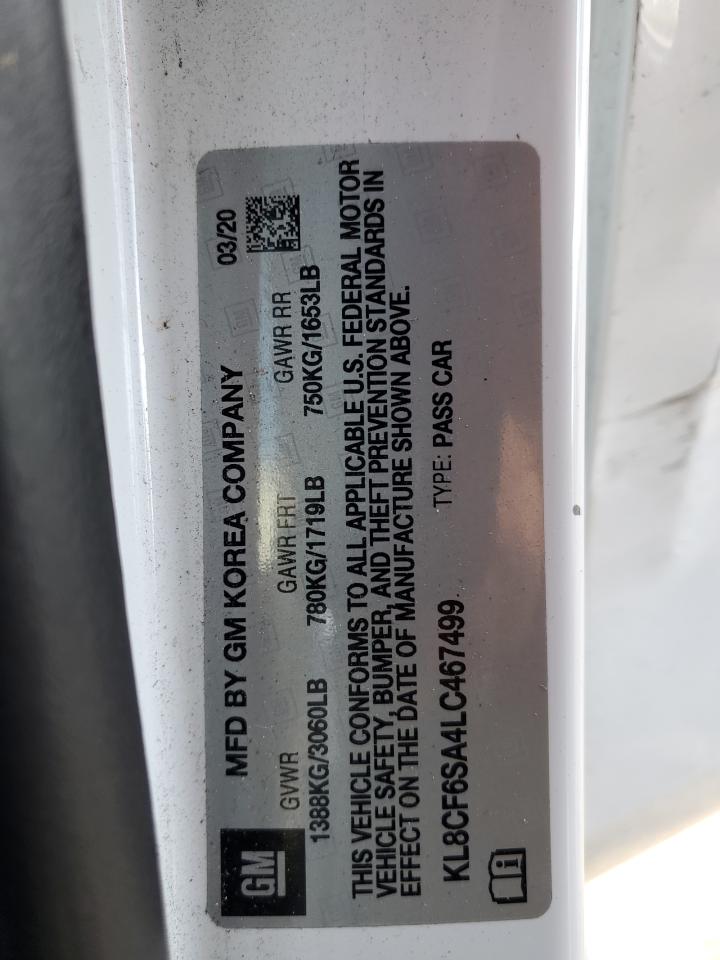 GM
MFD BY GM KOREA COMPANY 03/20
GVWR GAWR FRT GAWR RR
1388KG/3060LB 780KG/1719LB 750KG/1653LB
THIS VEHICLE CONFORMS TO ALL APPLICABLE U.S. FEDERAL MOTOR
VEHICLE SAFETY, BUMPER, AND THEFT PREVENTION STANDARDS IN
EFFECT ON THE DATE OF MANUFACTURE SHOWN ABOVE.
KL8CF6SA4LC467499 TYPE: PASS CAR